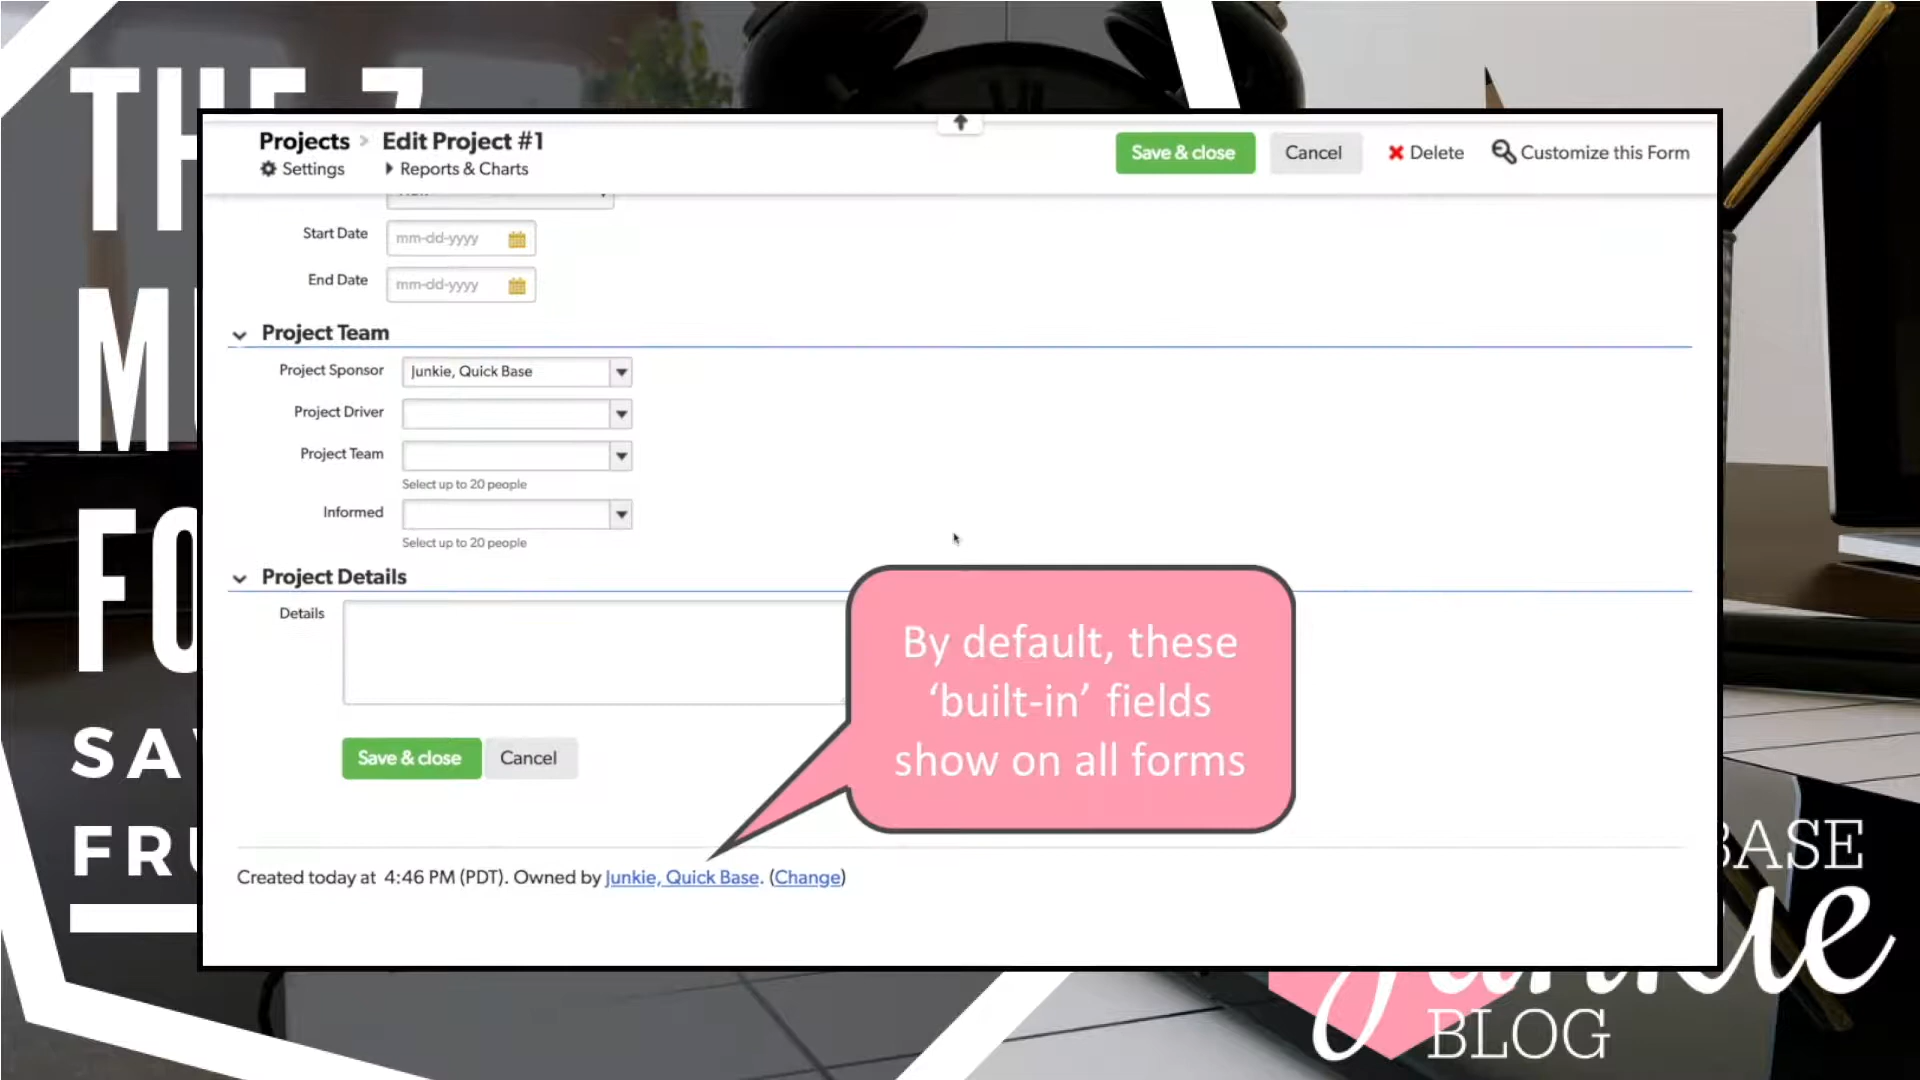 THE 7
Projects > Edit Project #1
Settings
Reports & Charts
Save & close
Cancel
Delete
Customize this Form
Start Date
mm-dd-yyyy
End Date
mm-dd-yyyy
Project Team
Project Sponsor
Junkie, Quick Base
Project Driver
Project Team
Select up to 20 people
Informed
Select up to 20 people
Project Details
Details
By default, these
‘built-in’ fields
show on all forms
Save & close
Cancel
Created today at 4:46 PM (PDT). Owned by Junkie, Quick Base. (Change)
BASE
BLOG